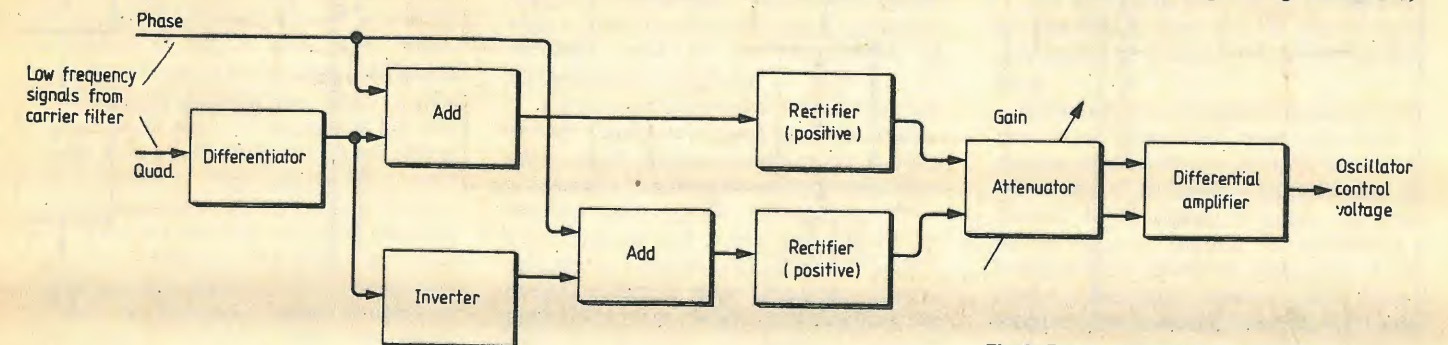 Phase
Low frequency
signals from
carrier filter
Quad.
Differentiator
Add
Inverter
Add
Rectifier
(positive)
Rectifier
(positive)
Gain
Attenuator
Differential
amplifier
Oscillator
control
voltage